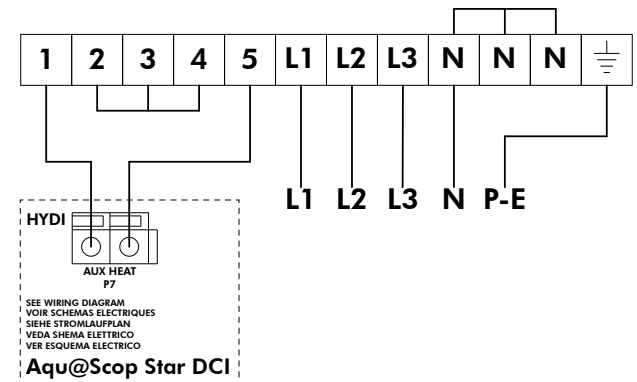 1 2 3 4 5 L1 L2 L3 N N N
L1 L2 L3 N P-E
HYDI
AUX HEAT
P7
SEE WIRING DIAGRAM
VOIR SCHEMAS ELECTRIQUES
SIEHE STROMLAUFPLAN
VEDA SHEMA ELETTRICO
VER ESQUEMA ELECTRICO
Aqu@Scop Star DCI